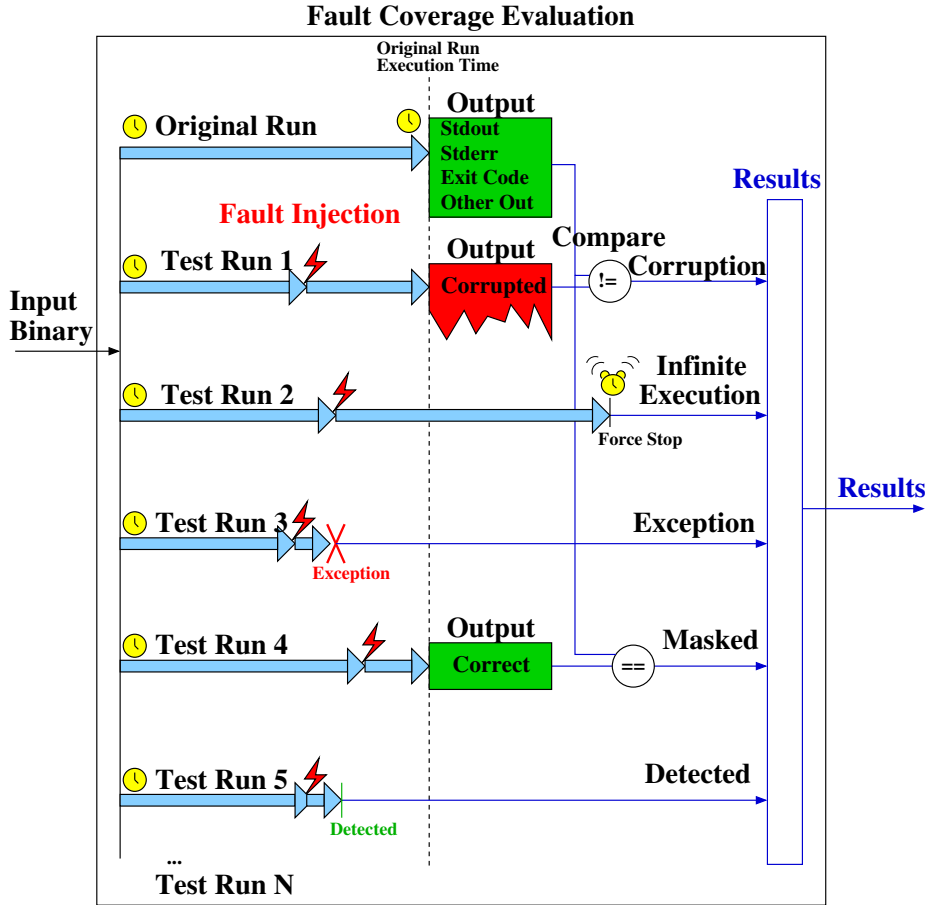 Fault Coverage Evaluation
Original Run
Execution Time
Original Run
Output
Stdout
Stderr
Exit Code
Other Out
Results
Fault Injection
Test Run 1
Output
Corrupted
Compare
!=
Corruption
Input
Binary
Test Run 2
Infinite
Execution
Force Stop
Results
Test Run 3
Exception
Exception
Test Run 4
Output
Correct
==
Masked
Test Run 5
Detected
Detected
...
Test Run N